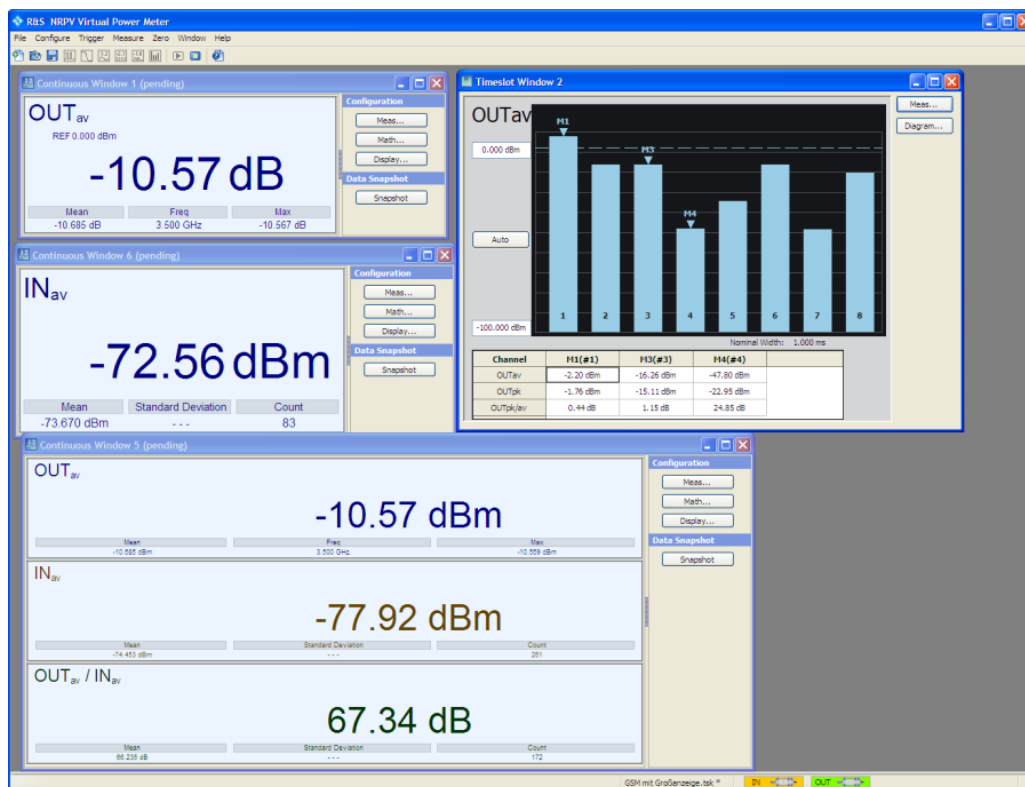 R&S NRPV Virtual Power Meter
File Configure Trigger Measure Zero Window Help
Continuous Window 1 (pending)
OUTav
REF 0.000 dBm
-10.57 dB
Mean Freq Max
-10.685 dB 3.500 GHz -10.567 dB
Configuration
Meas...
Math...
Display...
Data Snapshot
Snapshot
Timeslot Window 2
OUTav
0.000 dBm
Auto
-100.000 dBm
M1
M3
M4
1 2 3 4 5 6 7 8
Nominal Width: 1.000 ms
Meas...
Diagram...
Channel M1(#1) M3(#3) M4(#4)
OUTav -2.20 dBm -16.26 dBm -47.80 dBm
OUTpk -1.76 dBm -15.11 dBm -22.95 dBm
OUTpk/av 0.44 dB 1.15 dB 24.85 dB
Continuous Window 6 (pending)
INav
-72.56 dBm
Mean Standard Deviation Count
-73.670 dBm - - - 83
Configuration
Meas...
Math...
Display...
Data Snapshot
Snapshot
Continuous Window 5 (pending)
OUTav
-10.57 dBm
Mean Freq Max
-10.685 dBm 3.500 GHz -10.559 dBm
INav
-77.92 dBm
Mean Standard Deviation Count
-74.453 dBm - - - 281
OUTav / INav
67.34 dB
Mean Standard Deviation Count
66.235 dB - - - 172
Configuration
Meas...
Math...
Display...
Data Snapshot
Snapshot
GSM mit Großanzeige.tsk * IN OUT